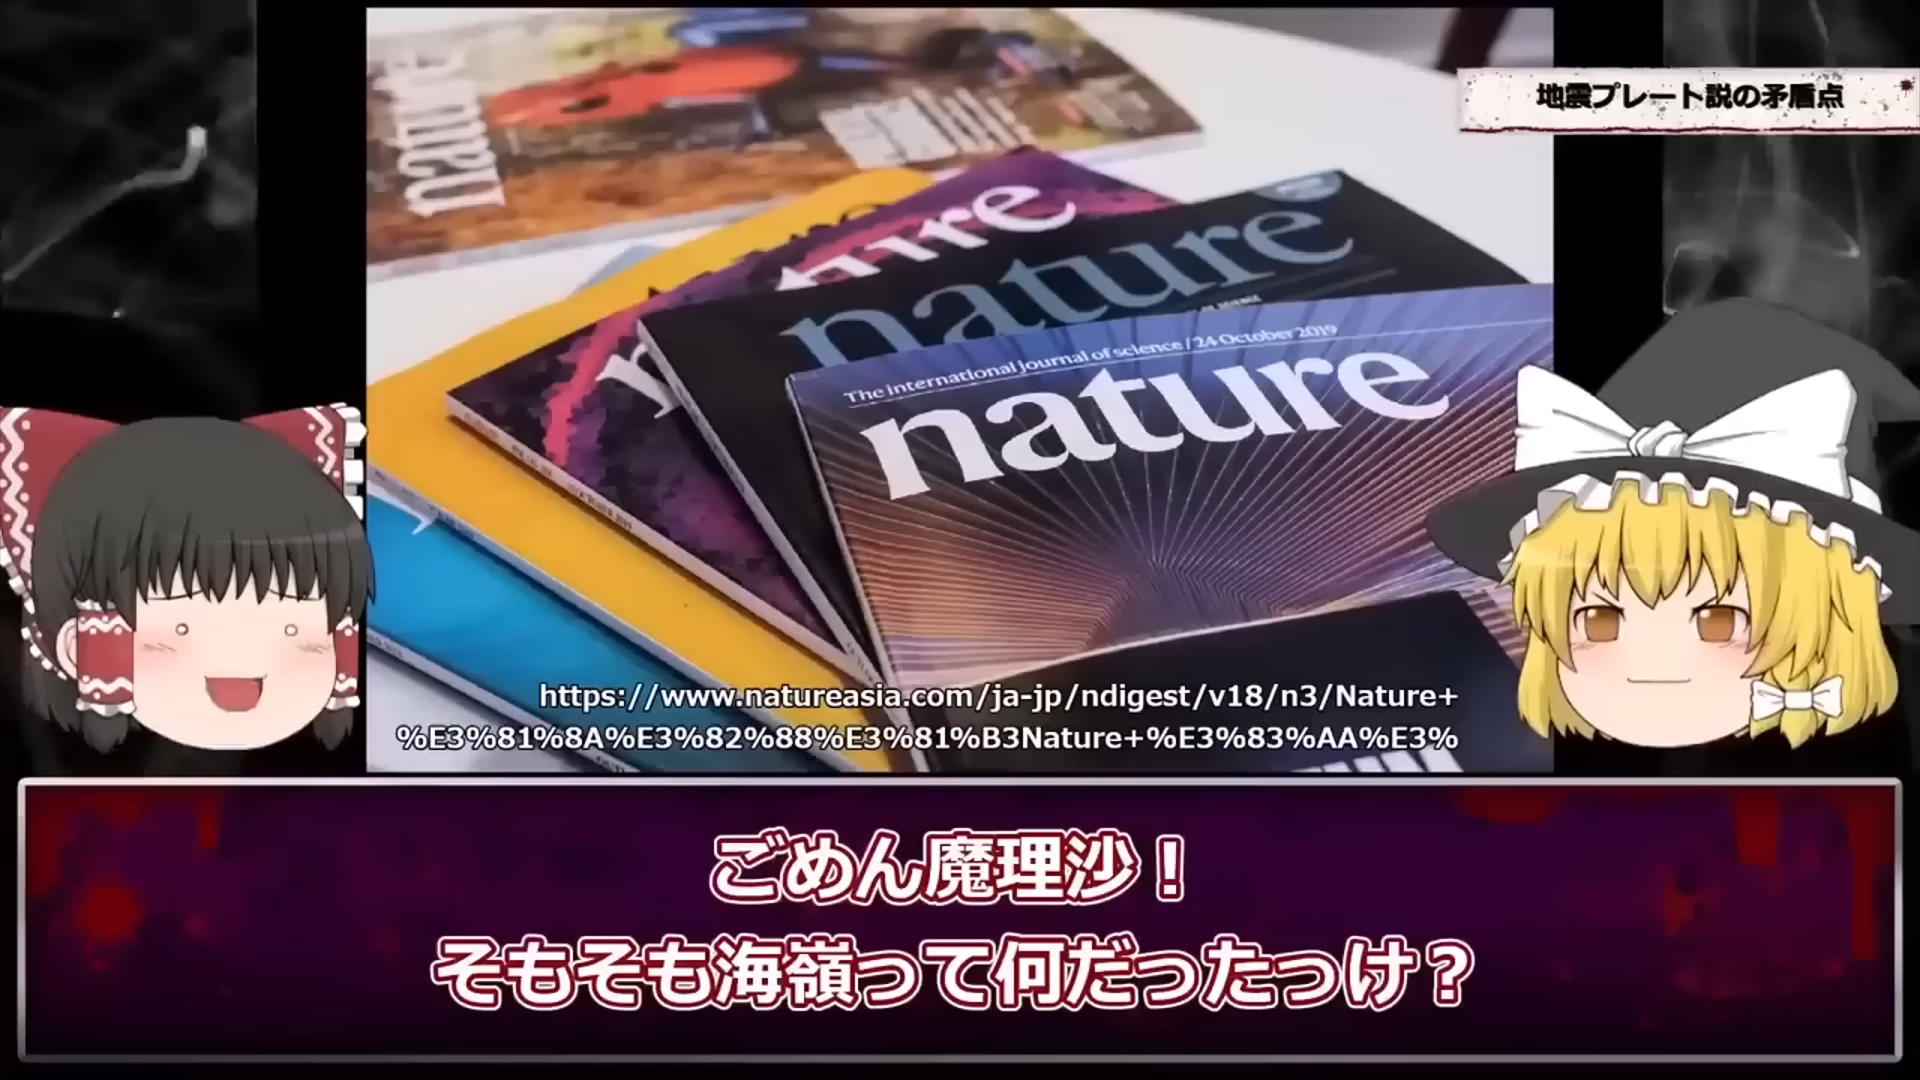 地震プレート説の矛盾点
nature
nature
nature
The international journal of science / 24 October 2019
nature
https://www.natureasia.com/ja-jp/ndigest/v18/n3/Nature+
%E3%81%8A%E3%82%88%E3%81%B3Nature+%E3%83%AA%E3%
ごめん魔理沙！
そもそも海嶺って何だったっけ？